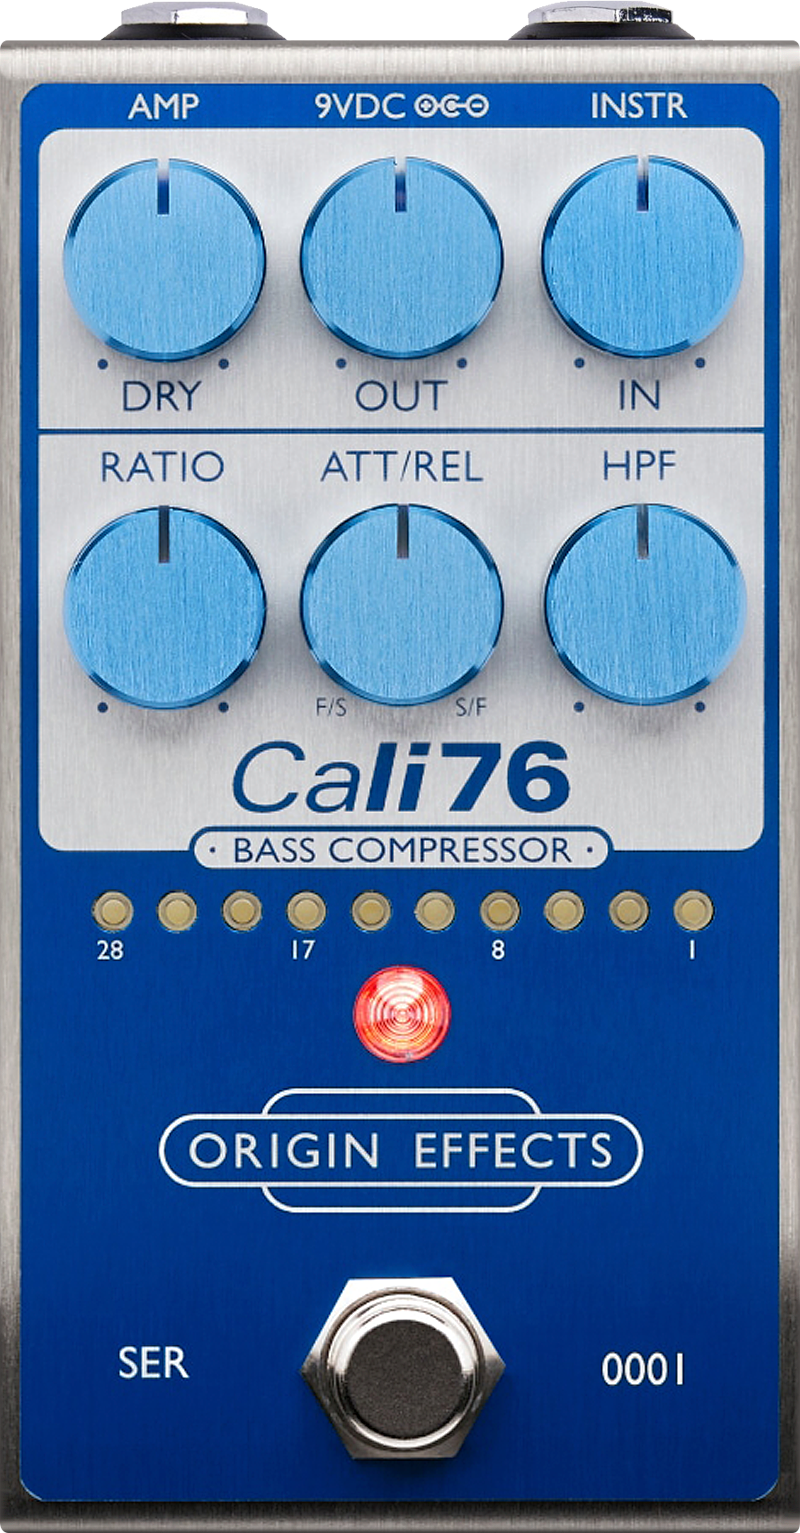 AMP 9VDC INSTR
DRY OUT IN
RATIO ATT/REL HPF
F/S S/F
Cali76
· BASS COMPRESSOR ·
28 17 8 1
ORIGIN EFFECTS
SER 0001